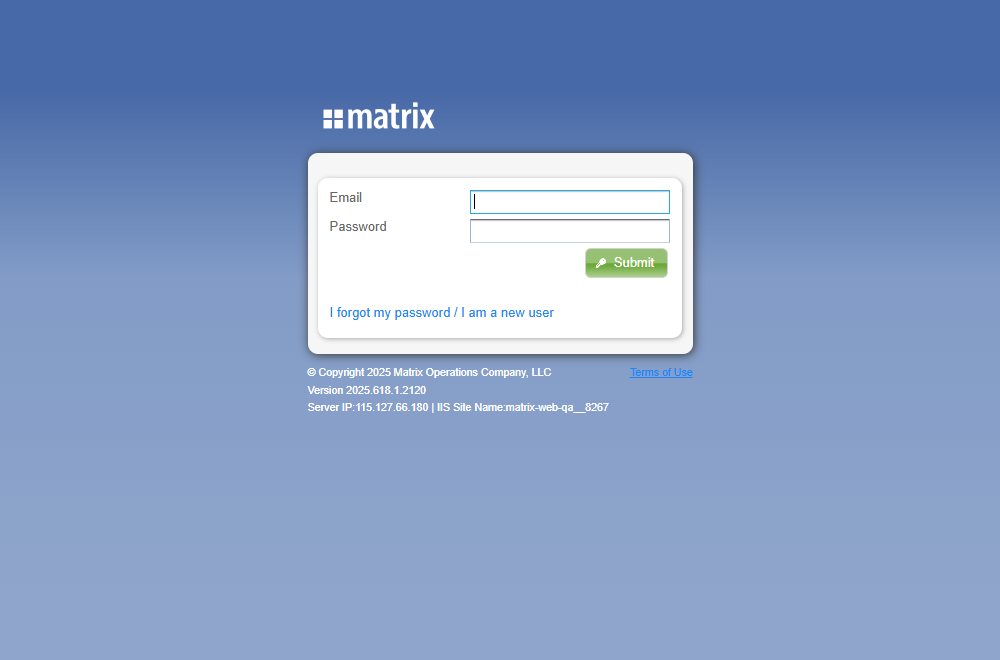 matrix
Email
Password
Submit
I forgot my password / I am a new user
© Copyright 2025 Matrix Operations Company, LLC Terms of Use
Version 2025.618.1.2120
Server IP:115.127.66.180 | IIS Site Name:matrix-web-qa__8267